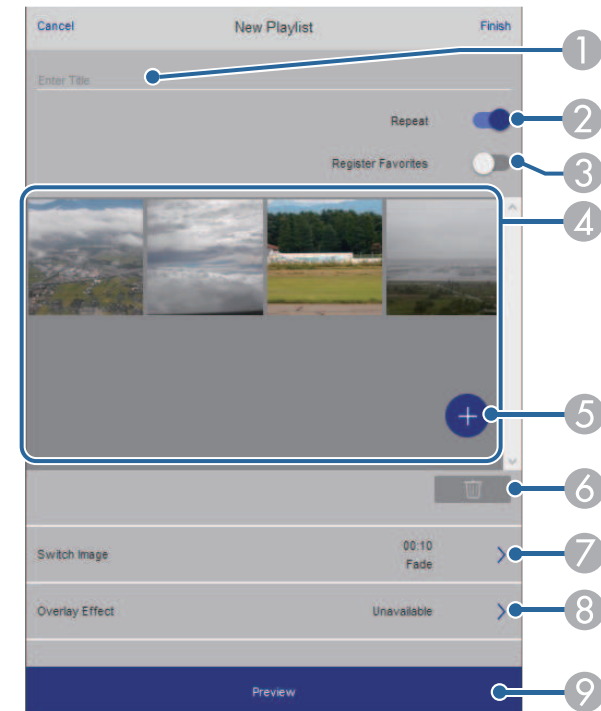 Cancel New Playlist Finish
1
Enter Title
Repeat 2
Register Favorites 3
4
5
6
Switch Image 00:10 7
Fade
Overlay Effect Unavailable 8
Preview 9